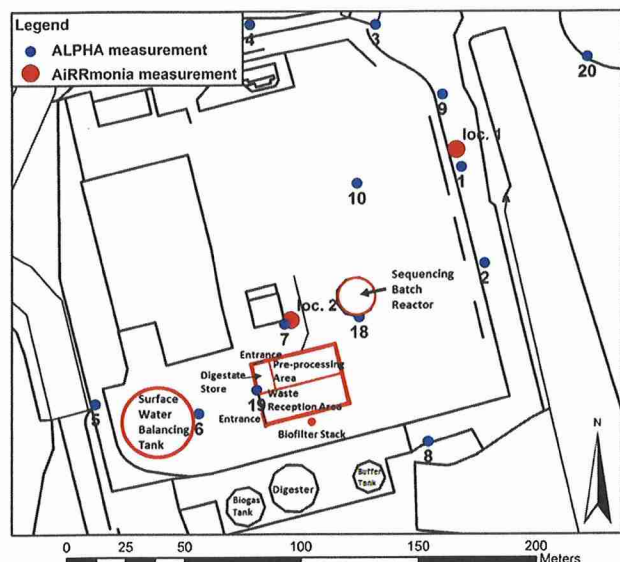 Legend
ALPHA measurement
AiRRmonia measurement
4
3
20
9
loc. 1
1
10
2
Sequencing
Batch
Reactor
loc. 2
7
18
Entrance
Pre-processing
Area
Digestate
Store
19
Waste
Reception Area
Entrance
Biofilter Stack
Surface
Water
Balancing
Tank
5
6
8
Biogas
Tank
Digester
Buffer
Tank
N
0 25 50 100 150 200
Meters